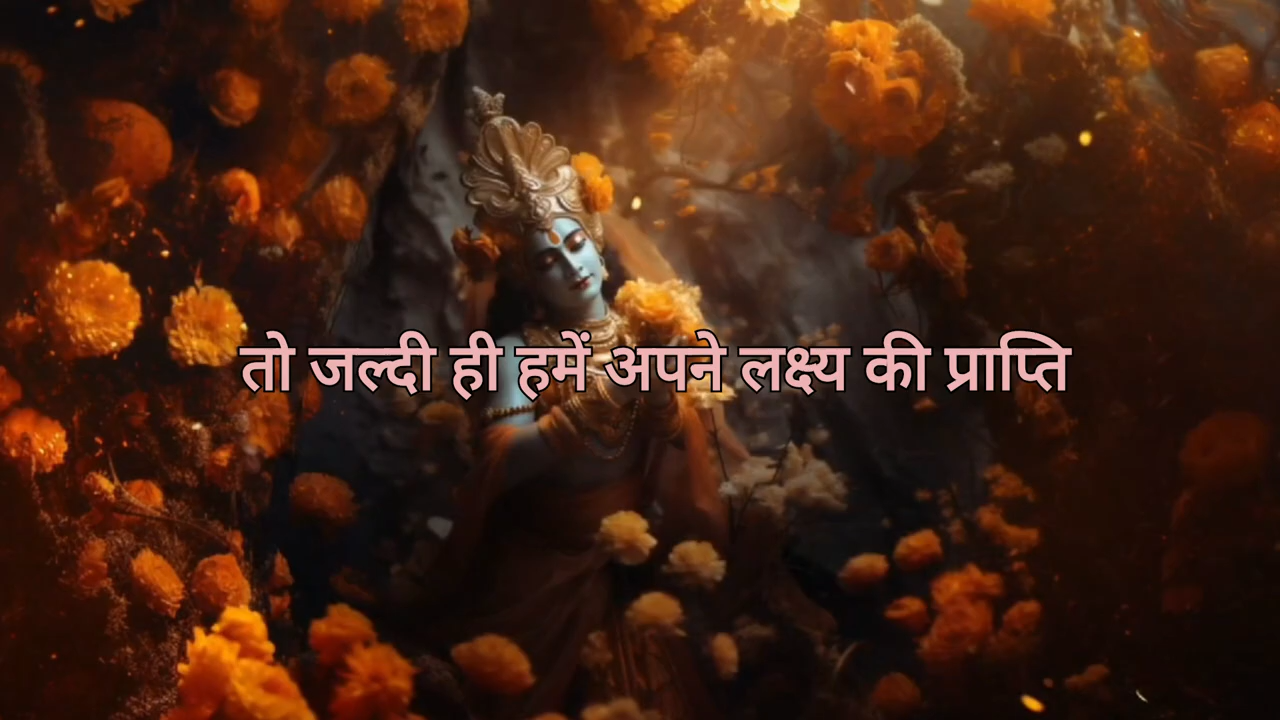 तो जल्दी ही हमें अपने लक्ष्य की प्राप्ति